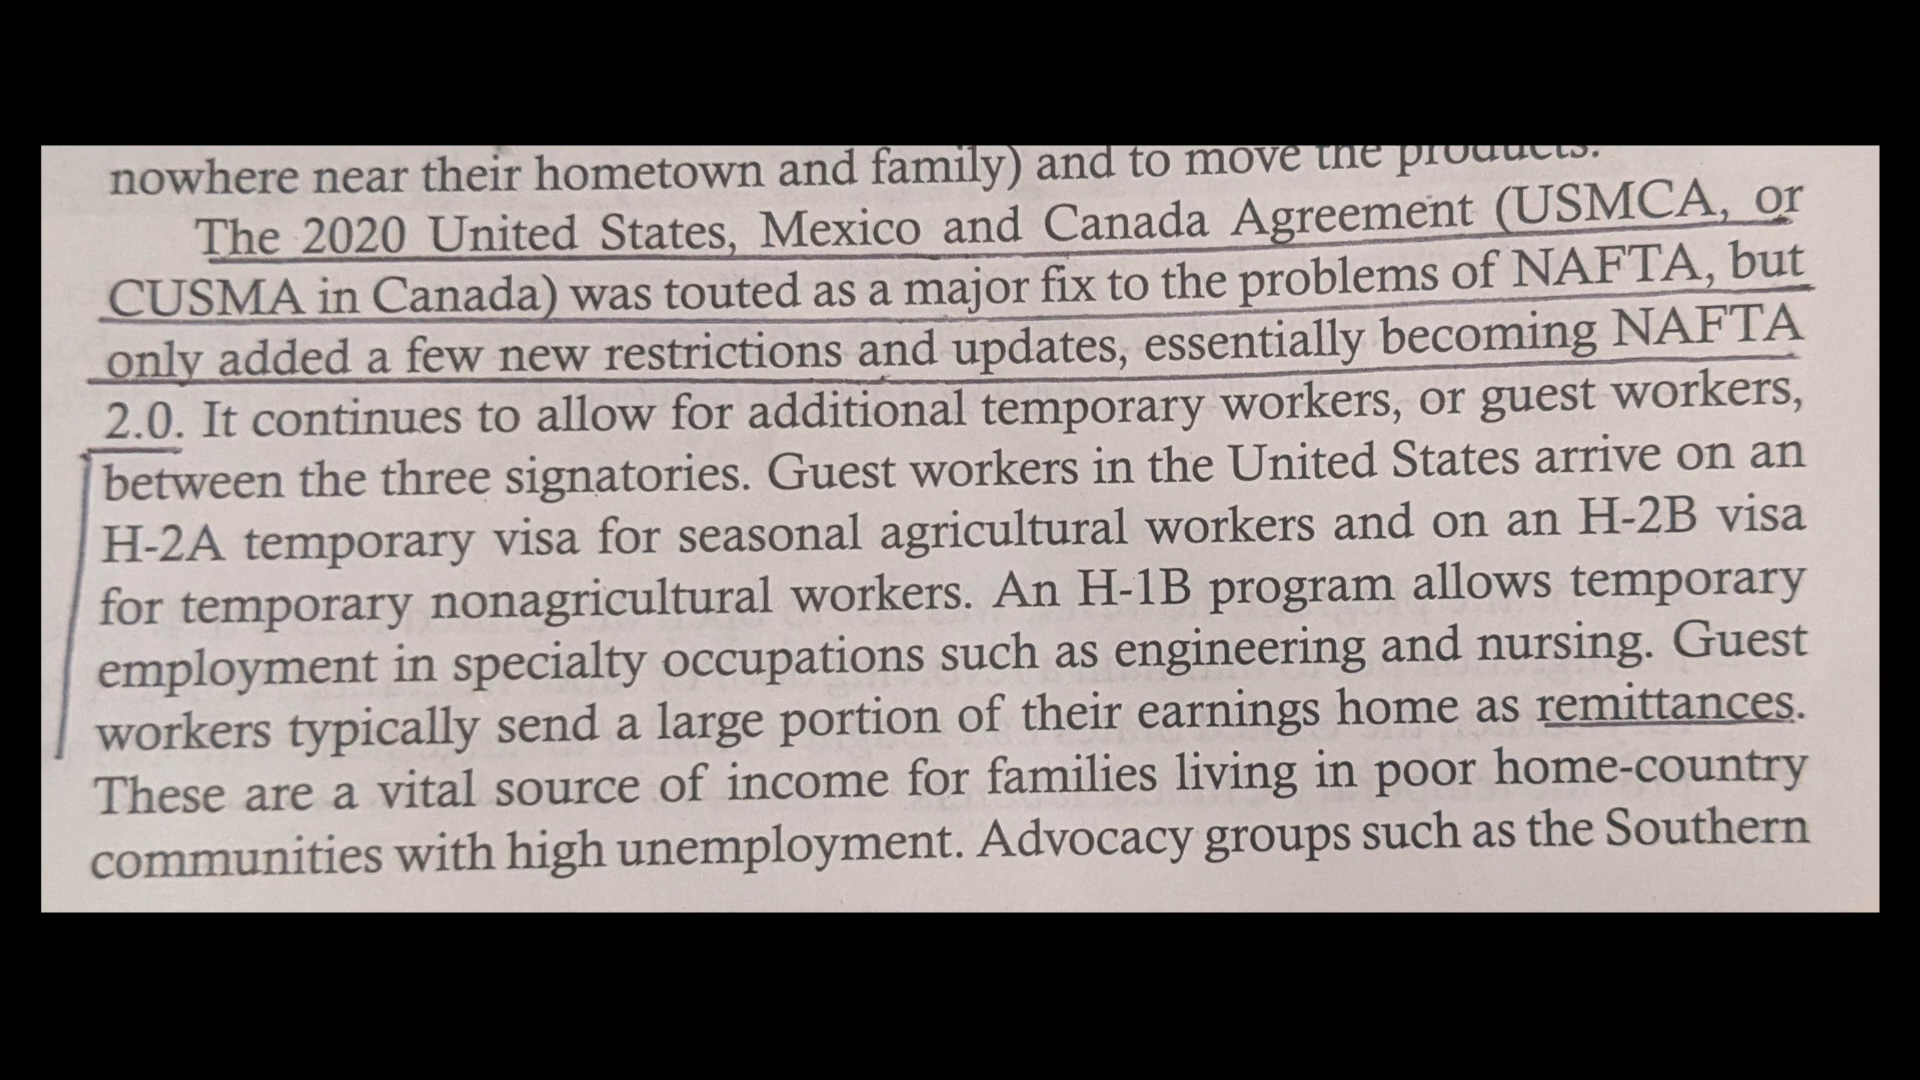 nowhere near their hometown and family) and to move the products.
The 2020 United States, Mexico and Canada Agreement (USMCA, or
CUSMA in Canada) was touted as a major fix to the problems of NAFTA, but
only added a few new restrictions and updates, essentially becoming NAFTA
2.0. It continues to allow for additional temporary workers, or guest workers,
between the three signatories. Guest workers in the United States arrive on an
H-2A temporary visa for seasonal agricultural workers and on an H-2B visa
for temporary nonagricultural workers. An H-1B program allows temporary
employment in specialty occupations such as engineering and nursing. Guest
workers typically send a large portion of their earnings home as remittances.
These are a vital source of income for families living in poor home-country
communities with high unemployment. Advocacy groups such as the Southern